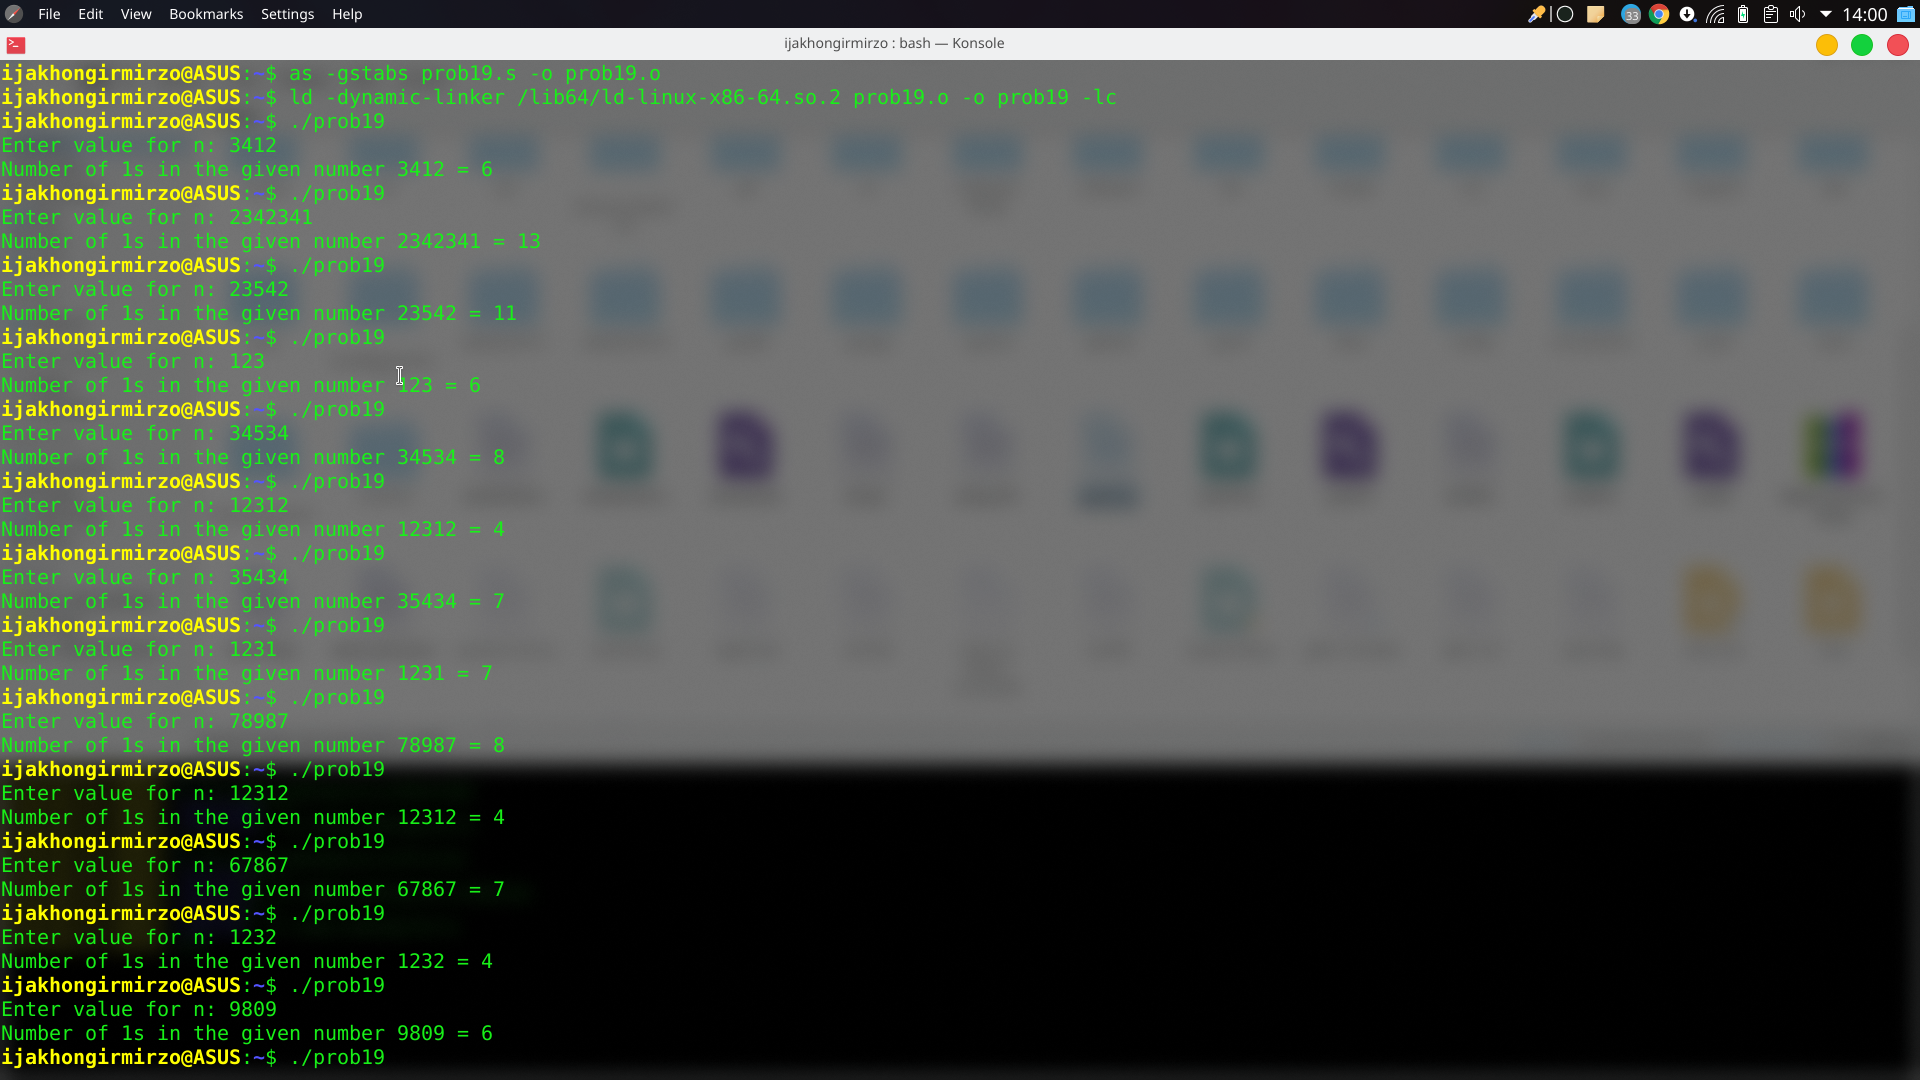 File Edit View Bookmarks Settings Help 33 14:00
ijakhongirmirzo : bash — Konsole
ijakhongirmirzo@ASUS:~$ as -gstabs prob19.s -o prob19.o
ijakhongirmirzo@ASUS:~$ ld -dynamic-linker /lib64/ld-linux-x86-64.so.2 prob19.o -o prob19 -lc
ijakhongirmirzo@ASUS:~$ ./prob19
Enter value for n: 3412
Number of 1s in the given number 3412 = 6
ijakhongirmirzo@ASUS:~$ ./prob19
Enter value for n: 2342341
Number of 1s in the given number 2342341 = 13
ijakhongirmirzo@ASUS:~$ ./prob19
Enter value for n: 23542
Number of 1s in the given number 23542 = 11
ijakhongirmirzo@ASUS:~$ ./prob19
Enter value for n: 123
Number of 1s in the given number 123 = 6
ijakhongirmirzo@ASUS:~$ ./prob19
Enter value for n: 34534
Number of 1s in the given number 34534 = 8
ijakhongirmirzo@ASUS:~$ ./prob19
Enter value for n: 12312
Number of 1s in the given number 12312 = 4
ijakhongirmirzo@ASUS:~$ ./prob19
Enter value for n: 35434
Number of 1s in the given number 35434 = 7
ijakhongirmirzo@ASUS:~$ ./prob19
Enter value for n: 1231
Number of 1s in the given number 1231 = 7
ijakhongirmirzo@ASUS:~$ ./prob19
Enter value for n: 78987
Number of 1s in the given number 78987 = 8
ijakhongirmirzo@ASUS:~$ ./prob19
Enter value for n: 12312
Number of 1s in the given number 12312 = 4
ijakhongirmirzo@ASUS:~$ ./prob19
Enter value for n: 67867
Number of 1s in the given number 67867 = 7
ijakhongirmirzo@ASUS:~$ ./prob19
Enter value for n: 1232
Number of 1s in the given number 1232 = 4
ijakhongirmirzo@ASUS:~$ ./prob19
Enter value for n: 9809
Number of 1s in the given number 9809 = 6
ijakhongirmirzo@ASUS:~$ ./prob19